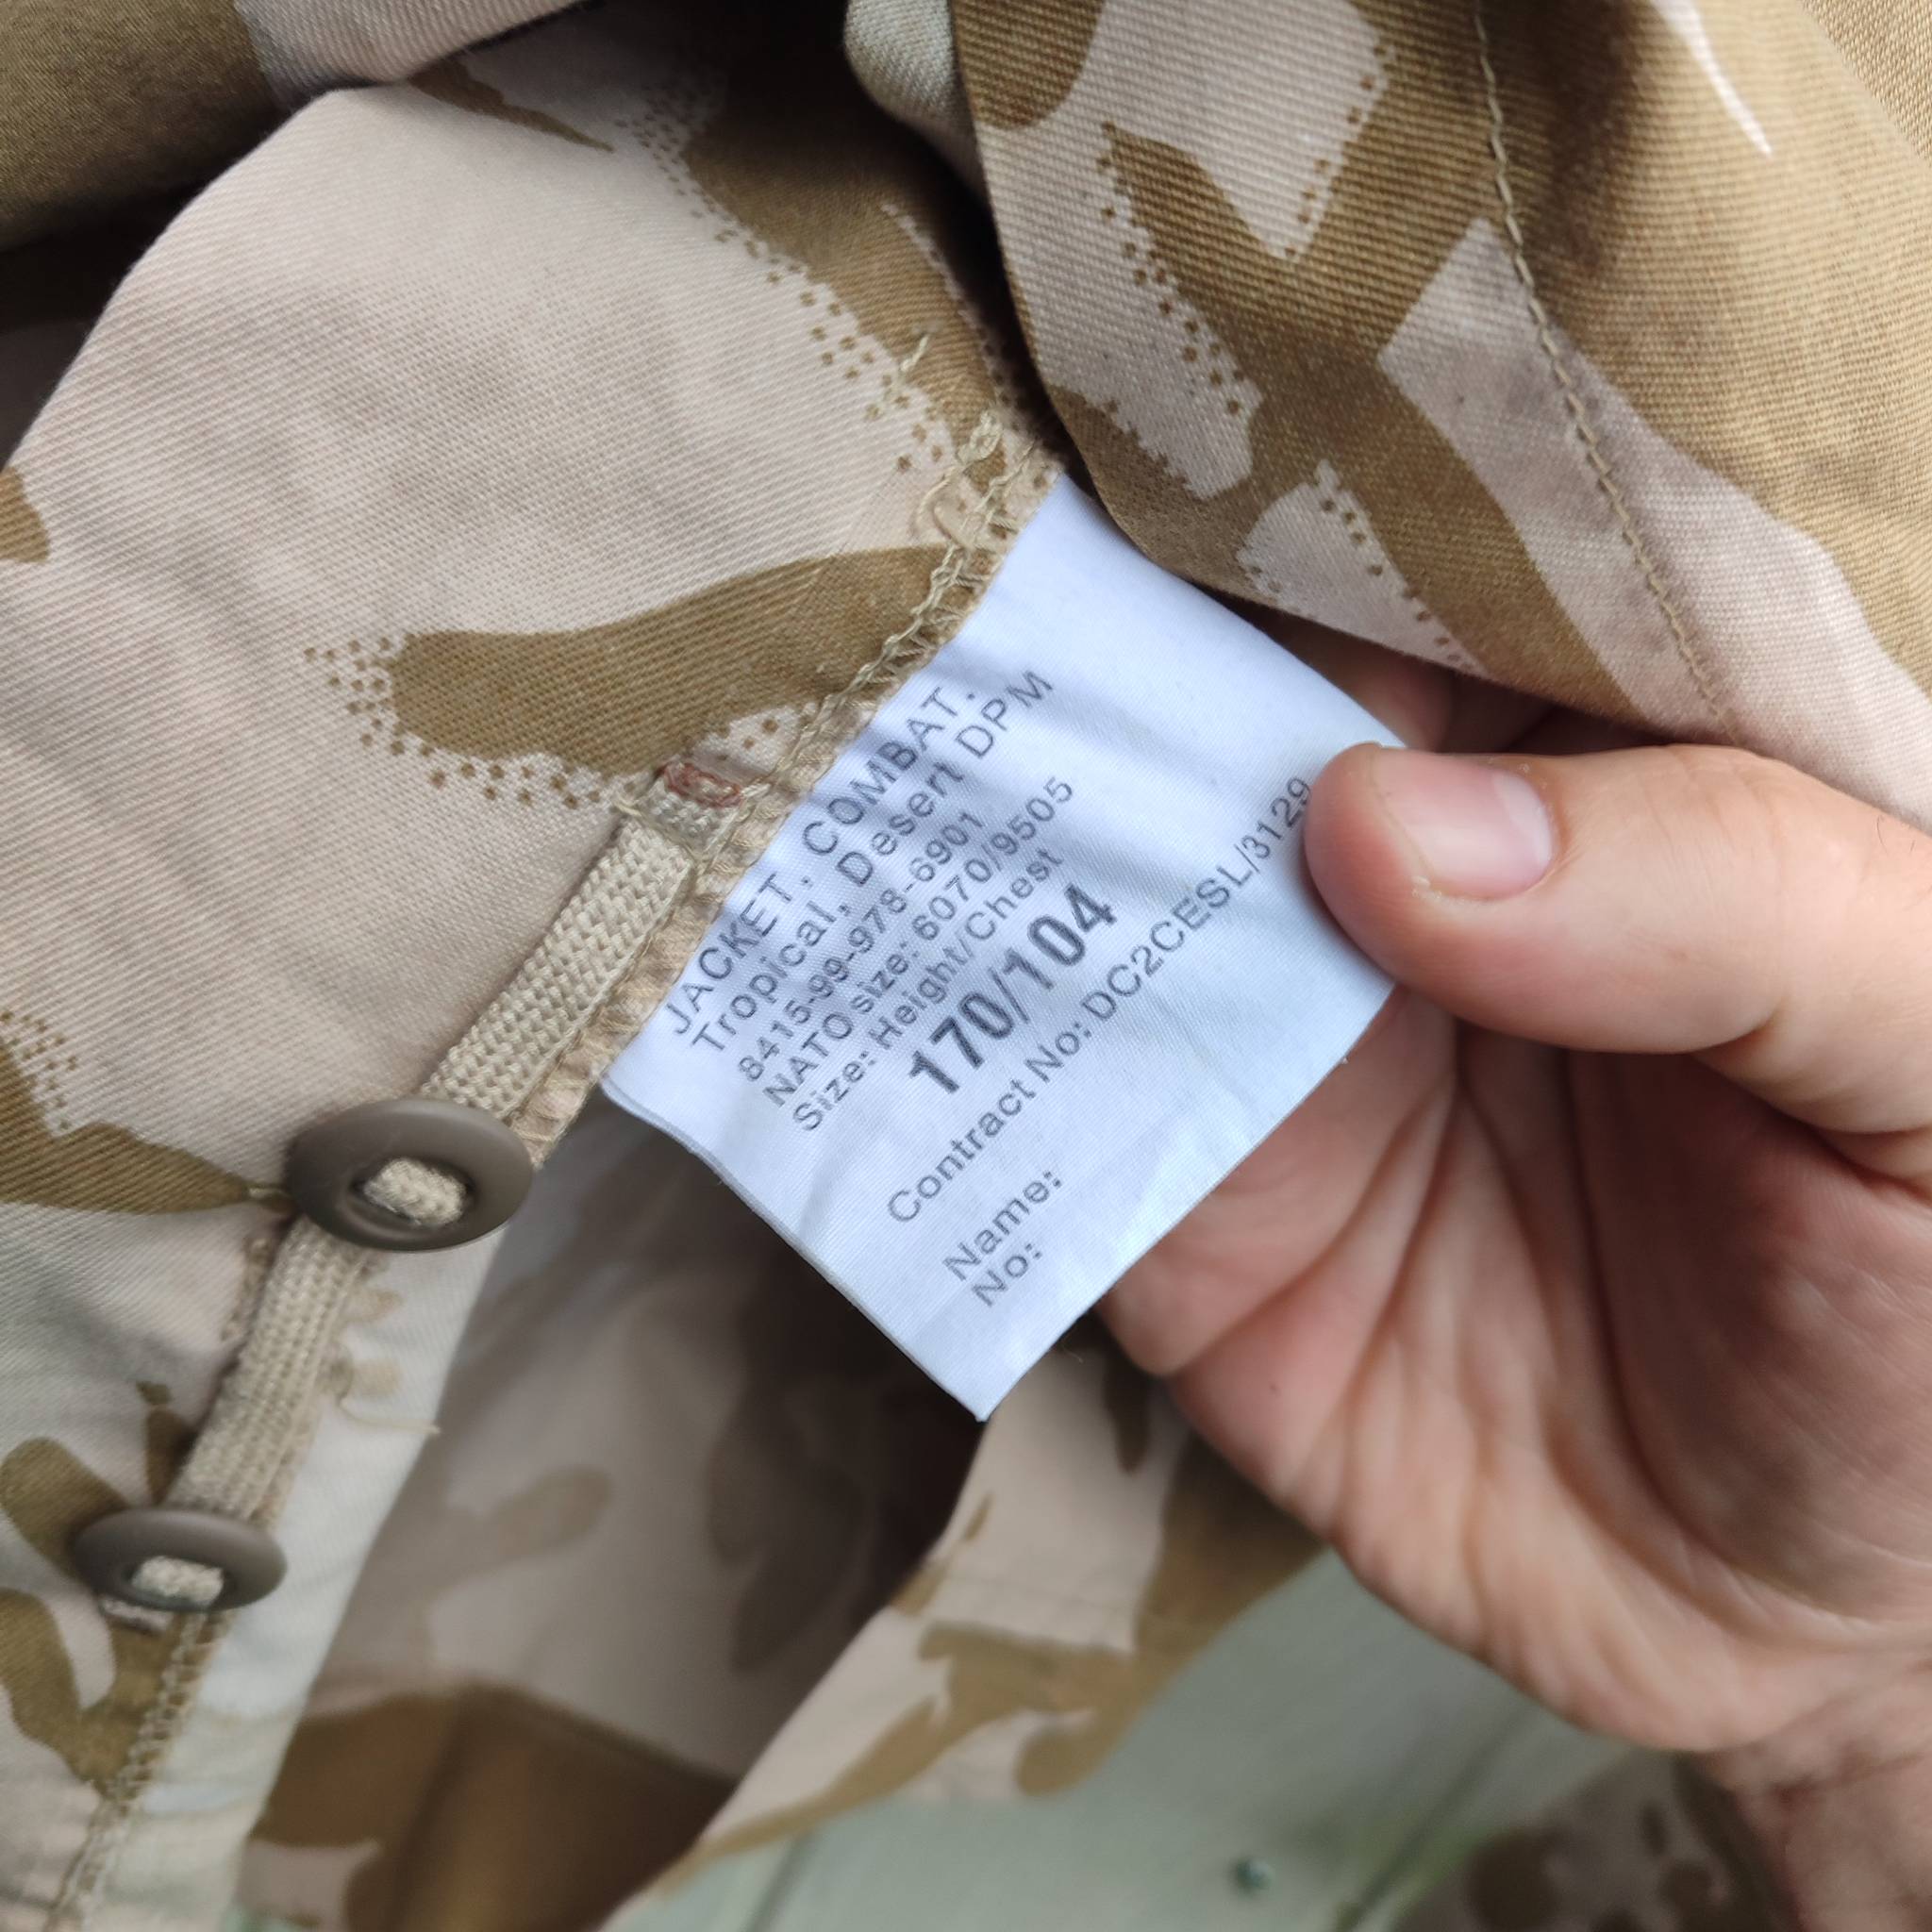 JACKET. COMBAT.
Tropical, Desert DPM
8415-99-978-6901
NATO size: 6070/9505
Size: Height/Chest
170/104
Contract No: DC2CESL/3129
Name:
No: